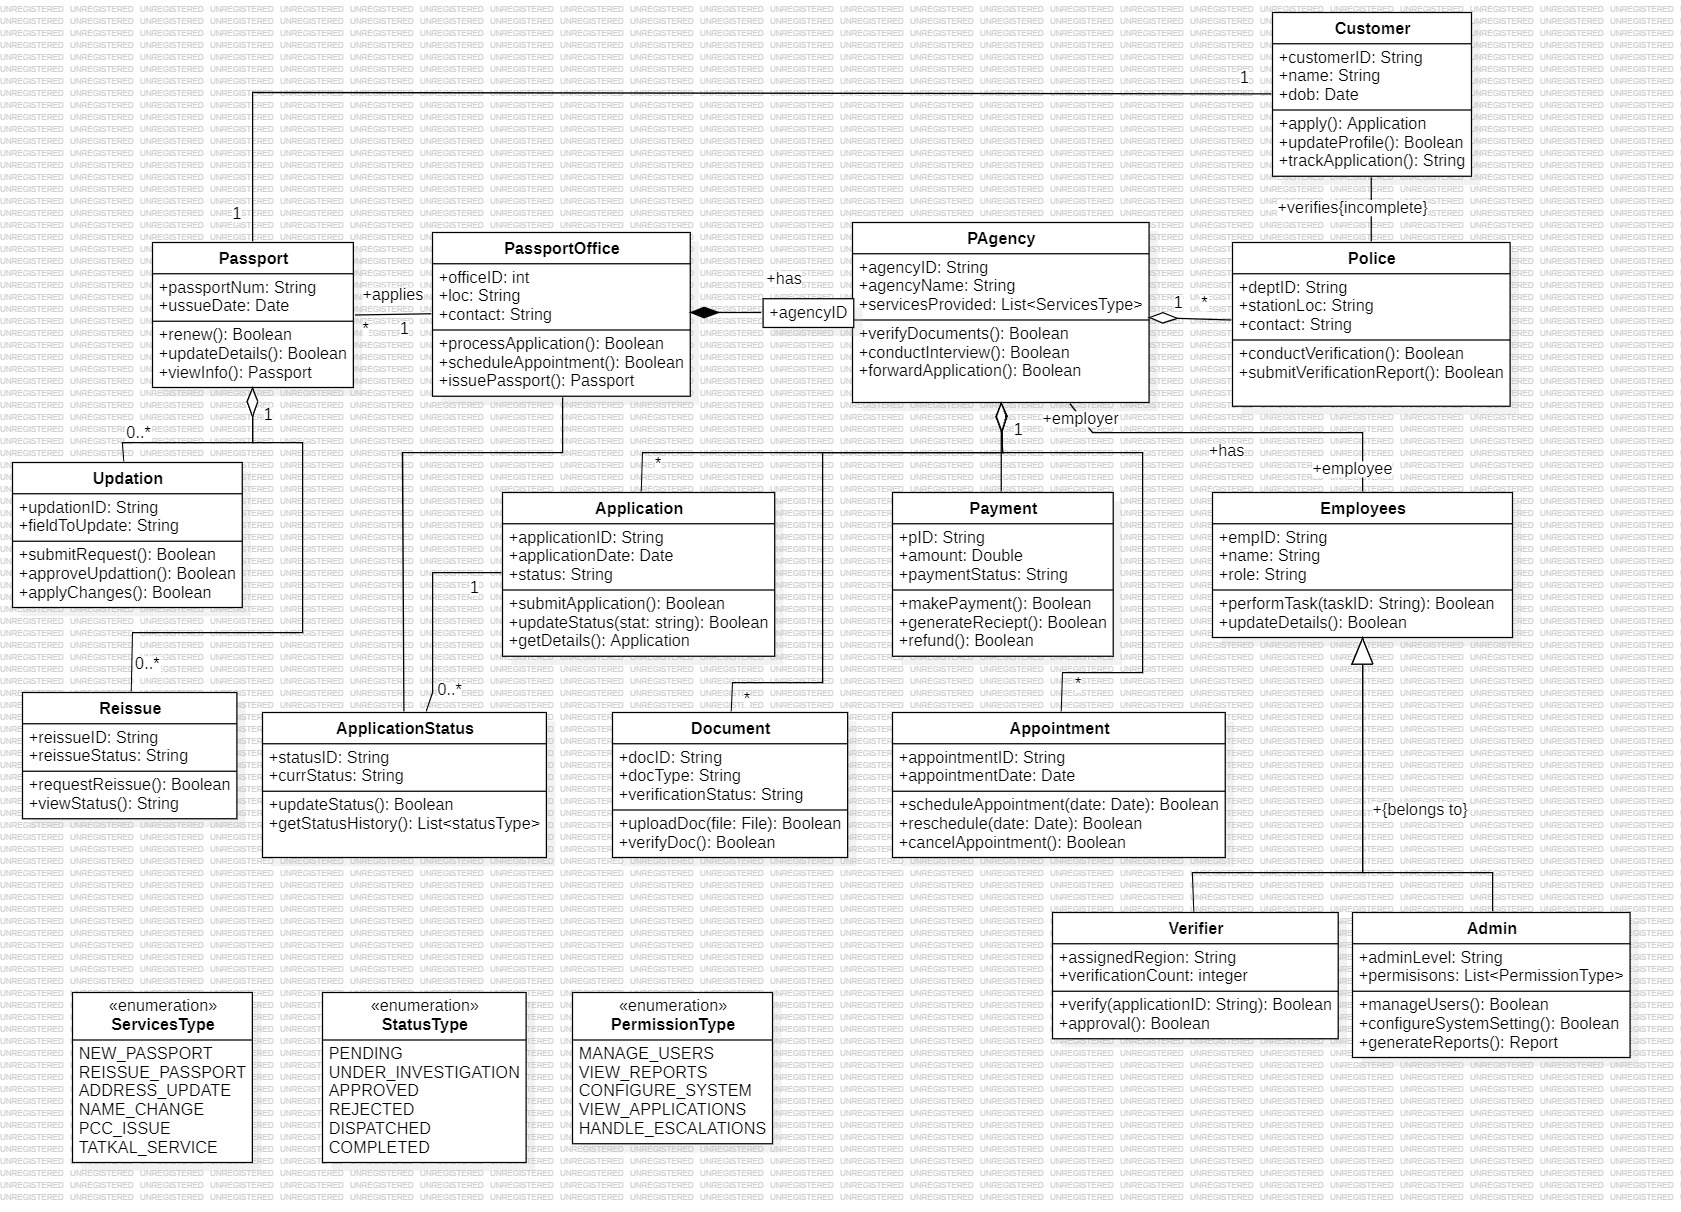 Customer
+customerID: String
+name: String
+dob: Date
+apply(): Application
+updateProfile(): Boolean
+trackApplication(): String
1
1
+verifies{incomplete}
Passport
+passportNum: String
+ussueDate: Date
+renew(): Boolean
+updateDetails(): Boolean
+viewInfo(): Passport
+applies
*
1
PassportOffice
+officeID: int
+loc: String
+contact: String
+processApplication(): Boolean
+scheduleAppointment(): Boolean
+issuePassport(): Passport
+has
+agencyID
PAgency
+agencyID: String
+agencyName: String
+servicesProvided: List<ServicesType>
+verifyDocuments(): Boolean
+conductInterview(): Boolean
+forwardApplication(): Boolean
1
*
Police
+deptID: String
+stationLoc: String
+contact: String
+conductVerification(): Boolean
+submitVerificationReport(): Boolean
1
0..*
1
+employer
+has
+employee
*
Updation
+updationID: String
+fieldToUpdate: String
+submitRequest(): Boolean
+approveUpdattion(): Boolean
+applyChanges(): Boolean
Application
+applicationID: String
+applicationDate: Date
+status: String
+submitApplication(): Boolean
+updateStatus(stat: string): Boolean
+getDetails(): Application
Payment
+pID: String
+amount: Double
+paymentStatus: String
+makePayment(): Boolean
+generateReciept(): Boolean
+refund(): Boolean
Employees
+empID: String
+name: String
+role: String
+performTask(taskID: String): Boolean
+updateDetails(): Boolean
1
0..*
0..*
*
*
Reissue
+reissueID: String
+reissueStatus: String
+requestReissue(): Boolean
+viewStatus(): String
ApplicationStatus
+statusID: String
+currStatus: String
+updateStatus(): Boolean
+getStatusHistory(): List<statusType>
Document
+docID: String
+docType: String
+verificationStatus: String
+uploadDoc(file: File): Boolean
+verifyDoc(): Boolean
Appointment
+appointmentID: String
+appointmentDate: Date
+scheduleAppointment(date: Date): Boolean
+reschedule(date: Date): Boolean
+cancelAppointment(): Boolean
+{belongs to}
Verifier
+assignedRegion: String
+verificationCount: integer
+verify(applicationID: String): Boolean
+approval(): Boolean
Admin
+adminLevel: String
+permisisons: List<PermissionType>
+manageUsers(): Boolean
+configureSystemSetting(): Boolean
+generateReports(): Report
«enumeration»
ServicesType
NEW_PASSPORT
REISSUE_PASSPORT
ADDRESS_UPDATE
NAME_CHANGE
PCC_ISSUE
TATKAL_SERVICE
«enumeration»
StatusType
PENDING
UNDER_INVESTIGATION
APPROVED
REJECTED
DISPATCHED
COMPLETED
«enumeration»
PermissionType
MANAGE_USERS
VIEW_REPORTS
CONFIGURE_SYSTEM
VIEW_APPLICATIONS
HANDLE_ESCALATIONS
UNREGISTERED